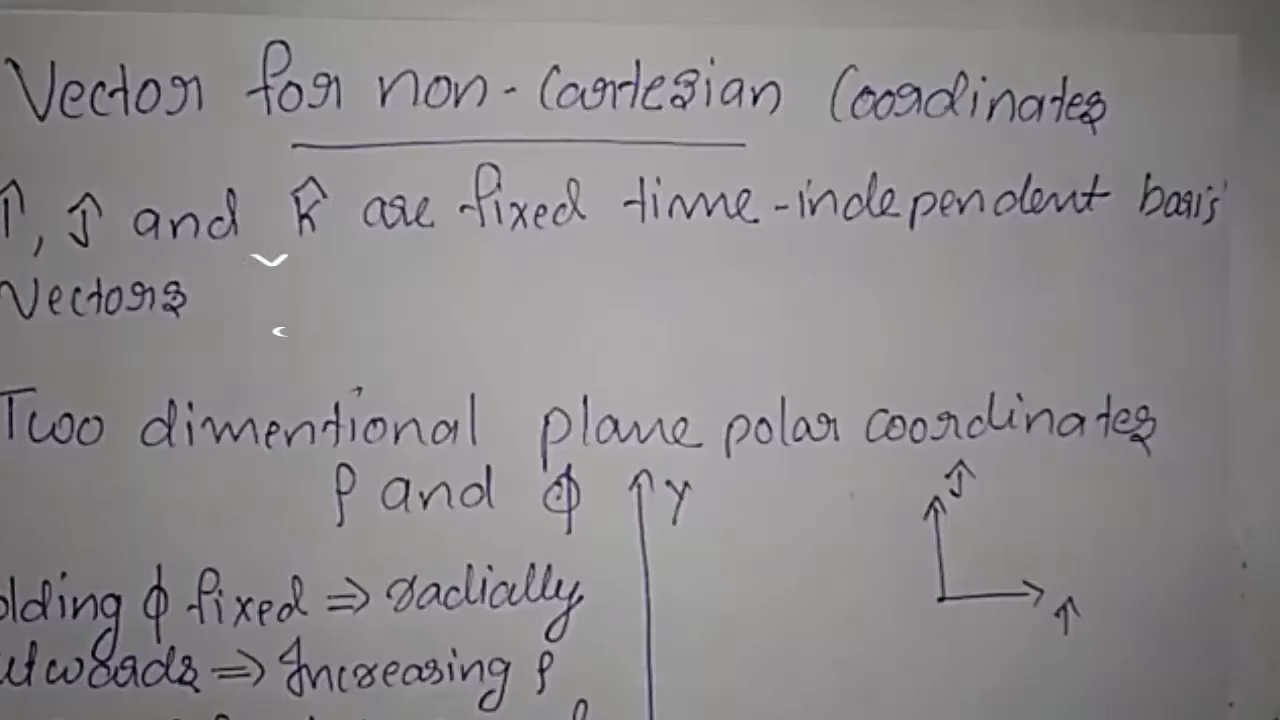 Vector for non-Cartesian Coordinates
î, ĵ and k̂ are fixed time-independent basis
Vectors
Two dimentional plane polar coordinates
ρ and ϕ
Y
ĵ
î
olding ϕ fixed ⇒ radially
utwards ⇒ Increasing ρ